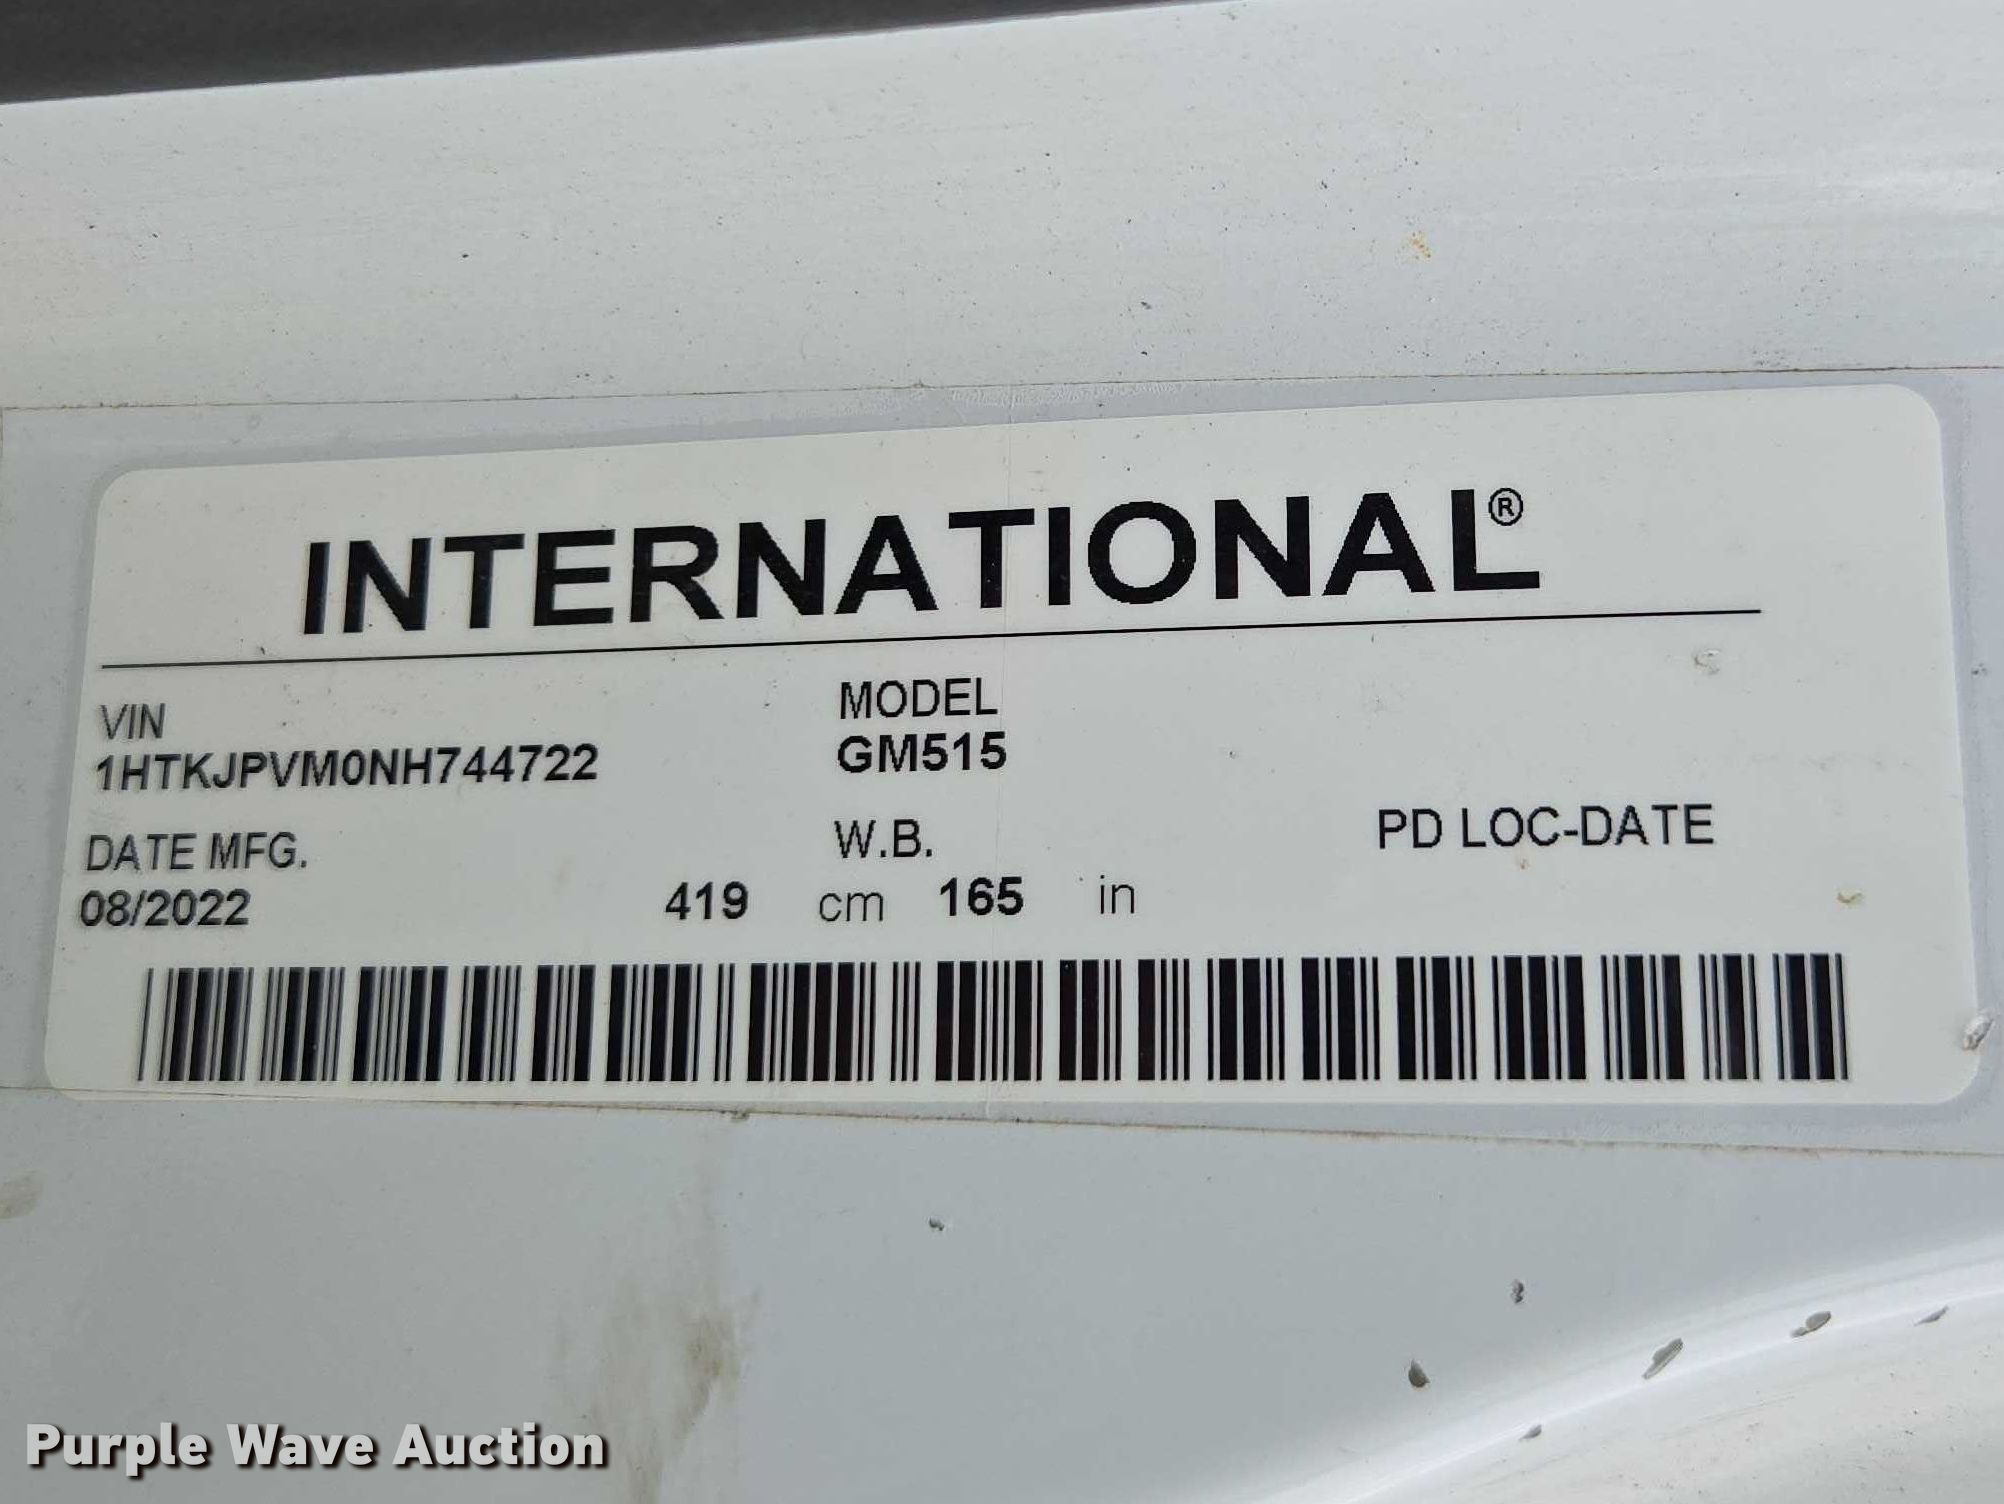 INTERNATIONAL®
VIN
1HTKJPVM0NH744722
MODEL
GM515
DATE MFG.
08/2022
W.B.
419 cm 165 in
PD LOC-DATE
Purple Wave Auction